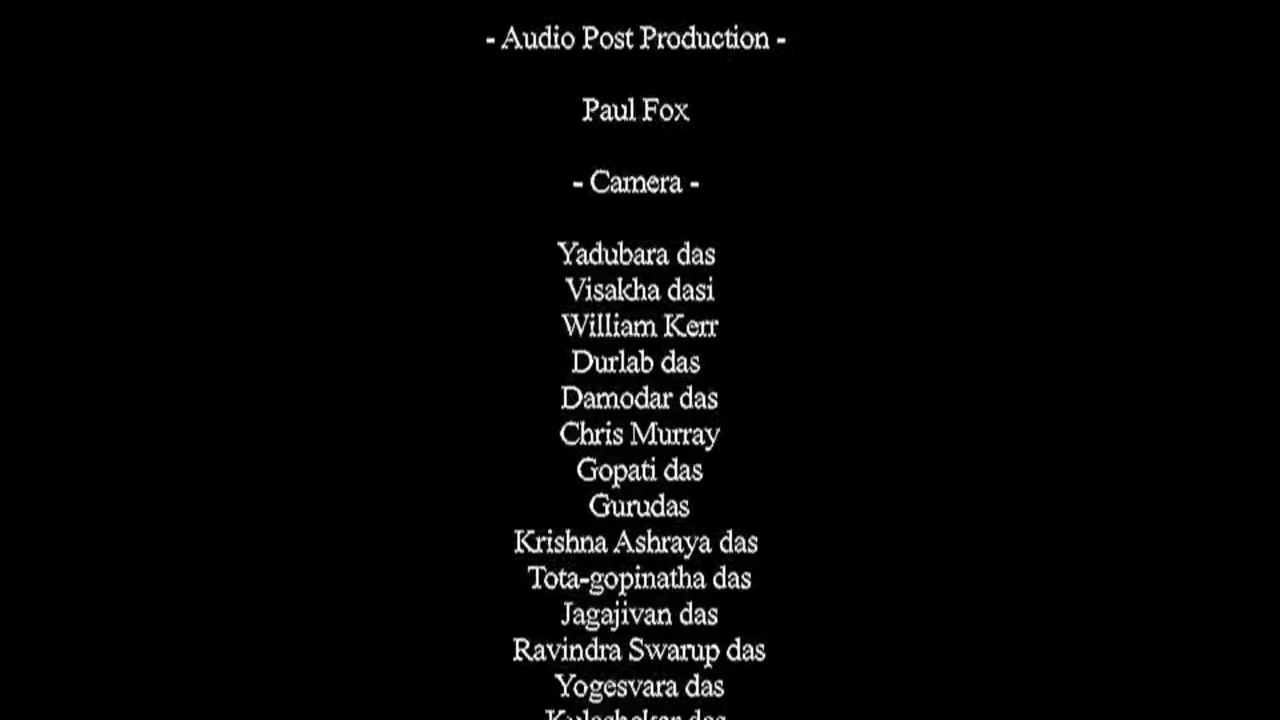 - Audio Post Production -
Paul Fox
- Camera -
Yadubara das
Visakha dasi
William Kerr
Durlab das
Damodar das
Chris Murray
Gopati das
Gurudas
Krishna Ashraya das
Tota-gopinatha das
Jagajivan das
Ravindra Swarup das
Yogesvara das